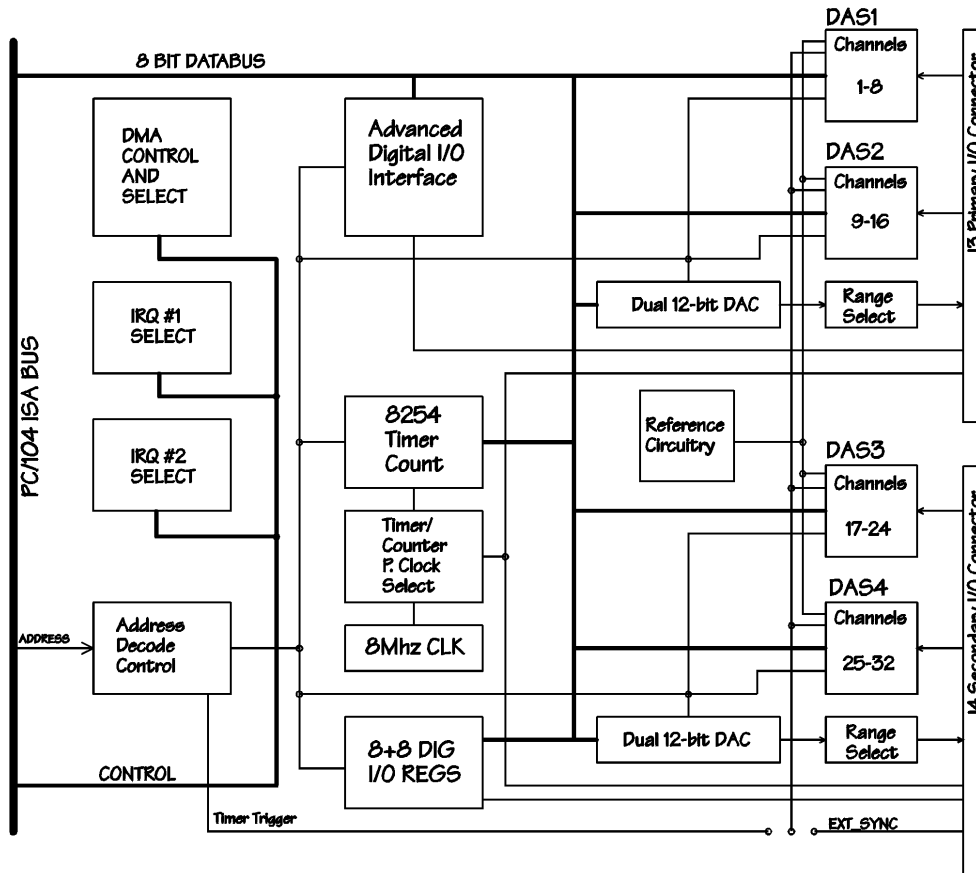 DAS1
8 BIT DATABUS
Channels
1-8
DMA
CONTROL
AND
SELECT
Advanced
Digital I/O
Interface
DAS2
Channels
9-16
13 Primary I/O Connector
Dual 12-bit DAC
Range
Select
IRQ #1
SELECT
PC/104 ISA BUS
8254
Timer
Count
Reference
Circuitry
IRQ #2
SELECT
DAS3
Channels
17-24
Timer/
Counter
P. Clock
Select
DAS4
Channels
25-32
14 Secondary I/O Connector
ADDRESS
Address
Decode
Control
8Mhz CLK
Dual 12-bit DAC
Range
Select
8+8 DIG
I/O REGS
CONTROL
Timer Trigger
EXT_SYNC